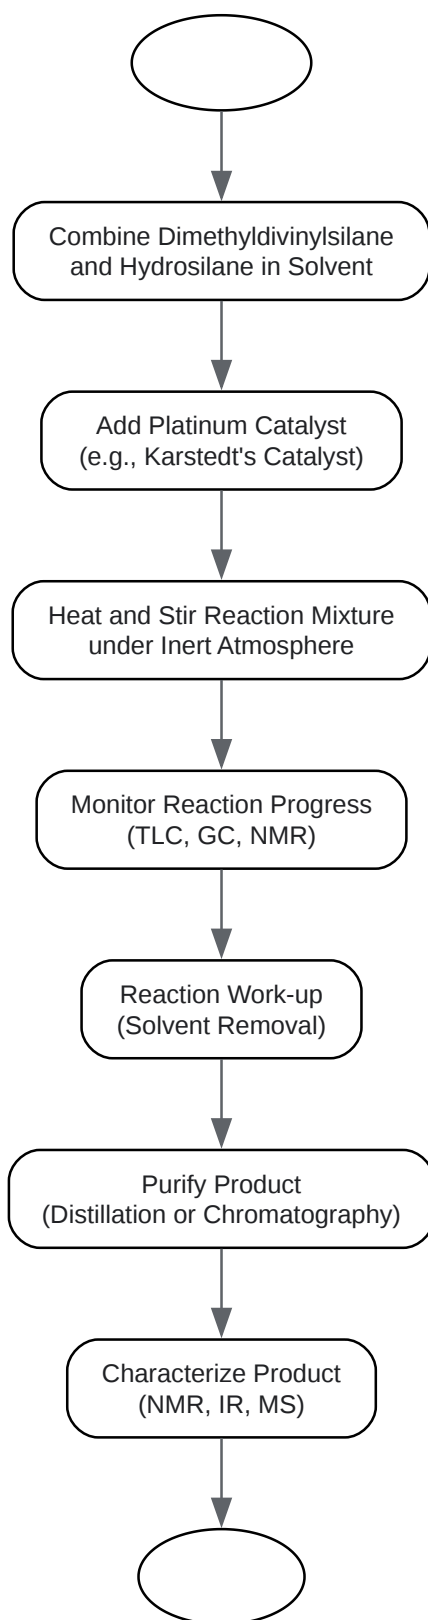 Combine Dimethyldivinylsilane
and Hydrosilane in Solvent
Add Platinum Catalyst
(e.g., Karstedt's Catalyst)
Heat and Stir Reaction Mixture
under Inert Atmosphere
Monitor Reaction Progress
(TLC, GC, NMR)
Reaction Work-up
(Solvent Removal)
Purify Product
(Distillation or Chromatography)
Characterize Product
(NMR, IR, MS)